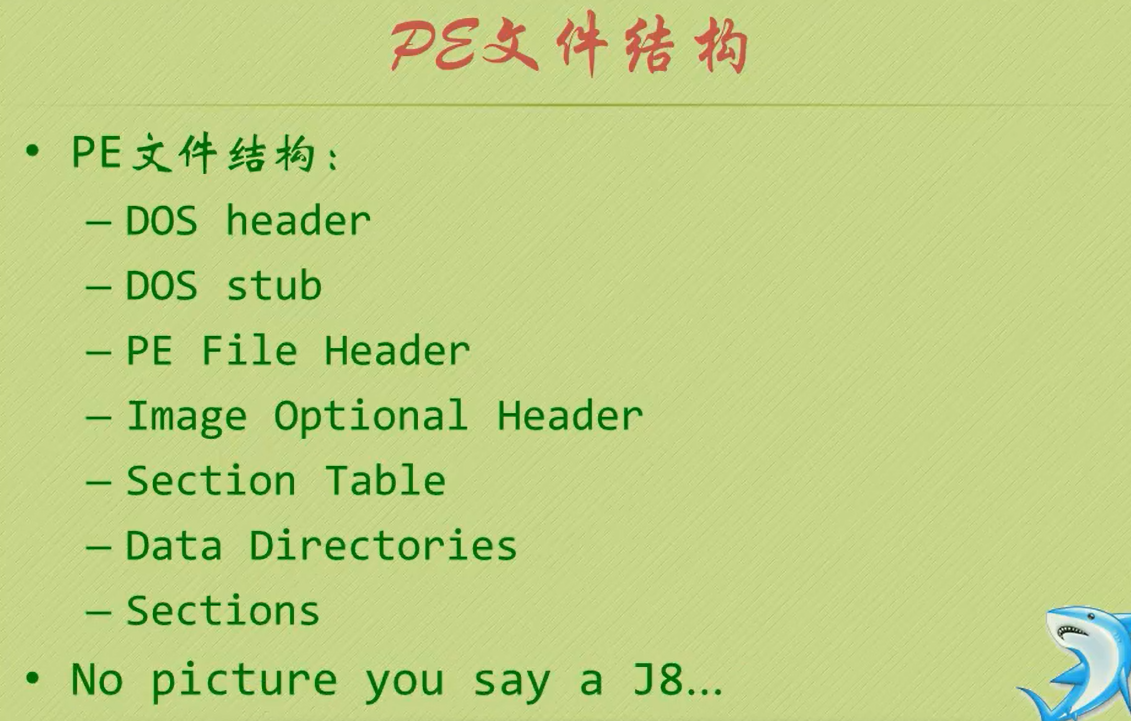 PE文件结构
• PE文件结构：
– DOS header
– DOS stub
– PE File Header
– Image Optional Header
– Section Table
– Data Directories
– Sections
• No picture you say a J8…